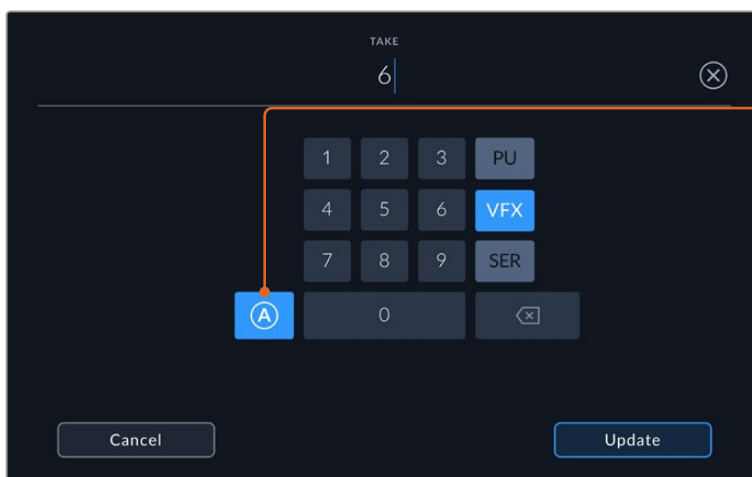 TAKE
6
1 2 3 PU
4 5 6 VFX
7 8 9 SER
A 0
Cancel Update